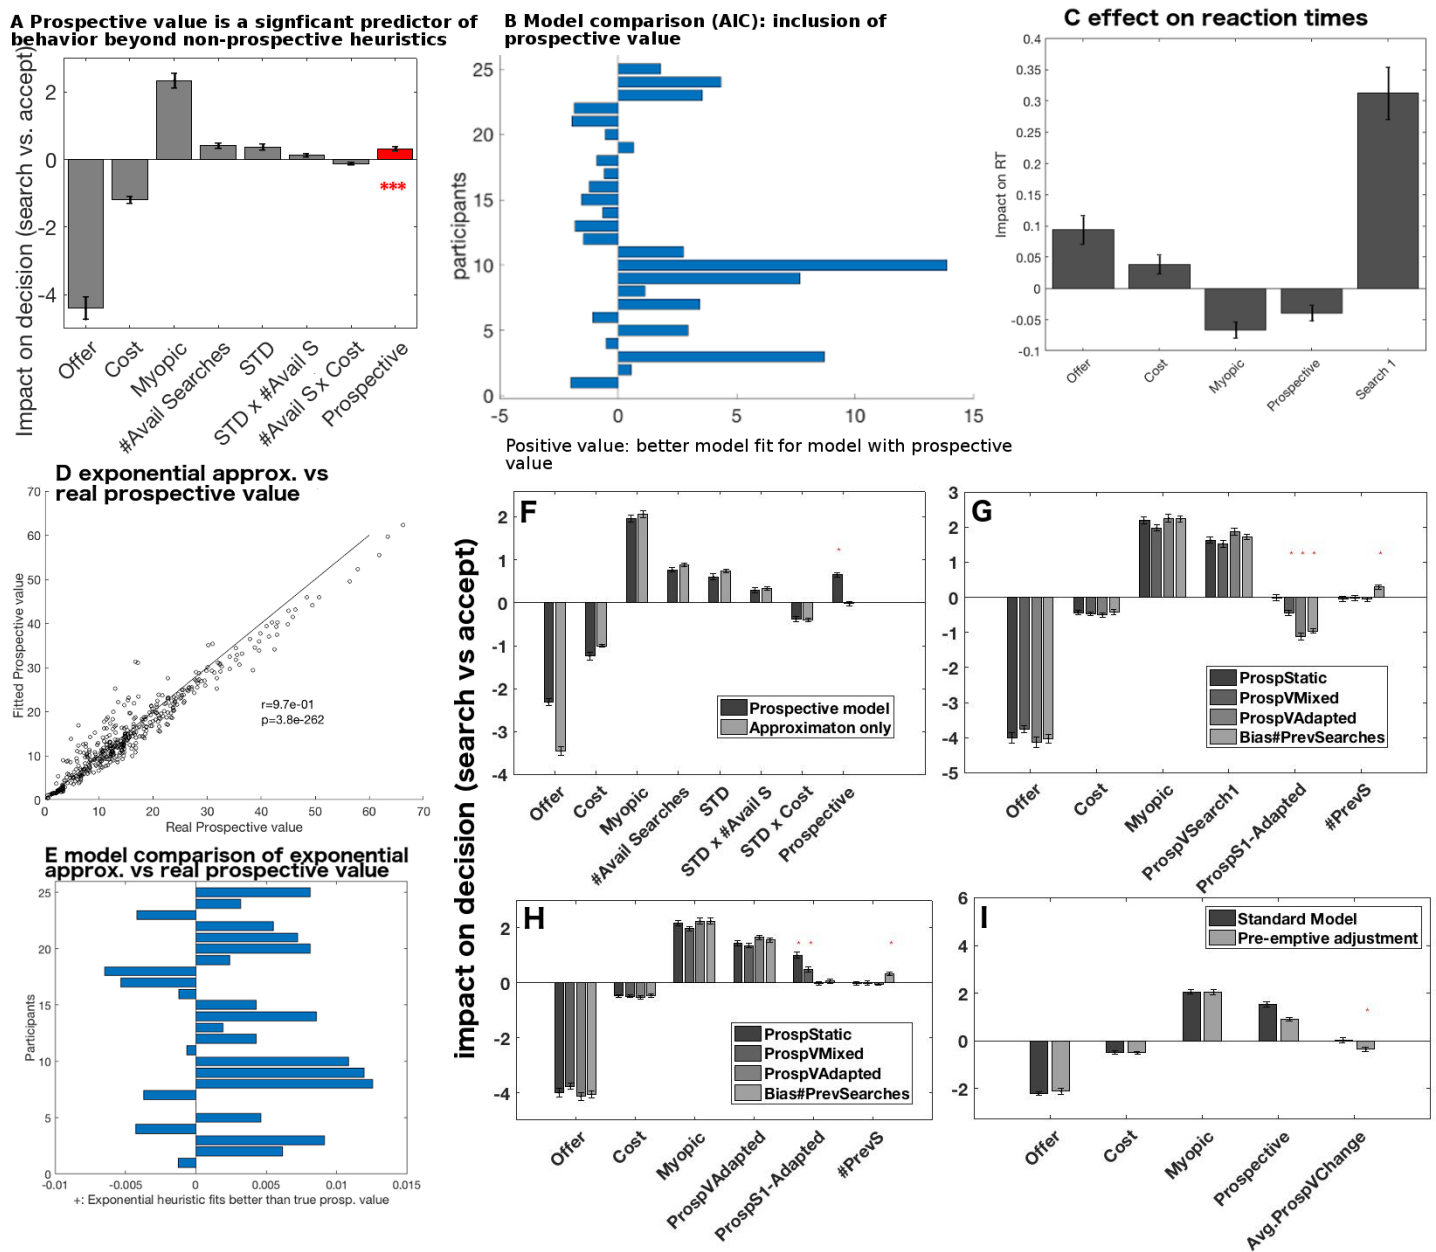 A Prospective value is a signficant predictor of
behavior beyond non-prospective heuristics
Impact on decision (search vs. accept)
2
0
-2
-4
***
Offer
Cost
Myopic
#Avail Searches
STD
STD x #Avail S
#Avail S x Cost
Prospective
B Model comparison (AIC): inclusion of
prospective value
participants
25
20
15
10
5
0
-5
0
5
10
15
Positive value: better model fit for model with prospective
value
C effect on reaction times
Impact on RT
0.4
0.35
0.3
0.25
0.2
0.15
0.1
0.05
0
-0.05
-0.1
Offer
Cost
Myopic
Prospective
Search 1
D exponential approx. vs
real prospective value
Fitted Prospective value
70
60
50
40
30
20
10
0
r=9.7e-01
p=3.8e-262
0
10
20
30
40
50
60
70
Real Prospective value
E model comparison of exponential
approx. vs real prospective value
Participants
25
20
15
10
5
0
-0.01
-0.005
0
0.005
0.01
0.015
+: Exponential heuristic fits better than true prosp. value
impact on decision (search vs accept)
F
2
1
0
-1
-2
-3
-4
*
Prospective model
Approximaton only
Offer
Cost
Myopic
#Avail Searches
STD
STD x #Avail S
STD x Cost
Prospective
G
3
2
1
0
-1
-2
-3
-4
-5
* * *
*
ProspStatic
ProspVMixed
ProspVAdapted
Bias#PrevSearches
Offer
Cost
Myopic
ProspVSearch1
ProspS1-Adapted
#PrevS
H
2
0
-2
-4
* *
*
ProspStatic
ProspVMixed
ProspVAdapted
Bias#PrevSearches
Offer
Cost
Myopic
ProspVAdapted
ProspS1-Adapted
#PrevS
I
6
4
2
0
-2
Standard Model
Pre-emptive adjustment
*
Offer
Cost
Myopic
Prospective
Avg.ProspVChange